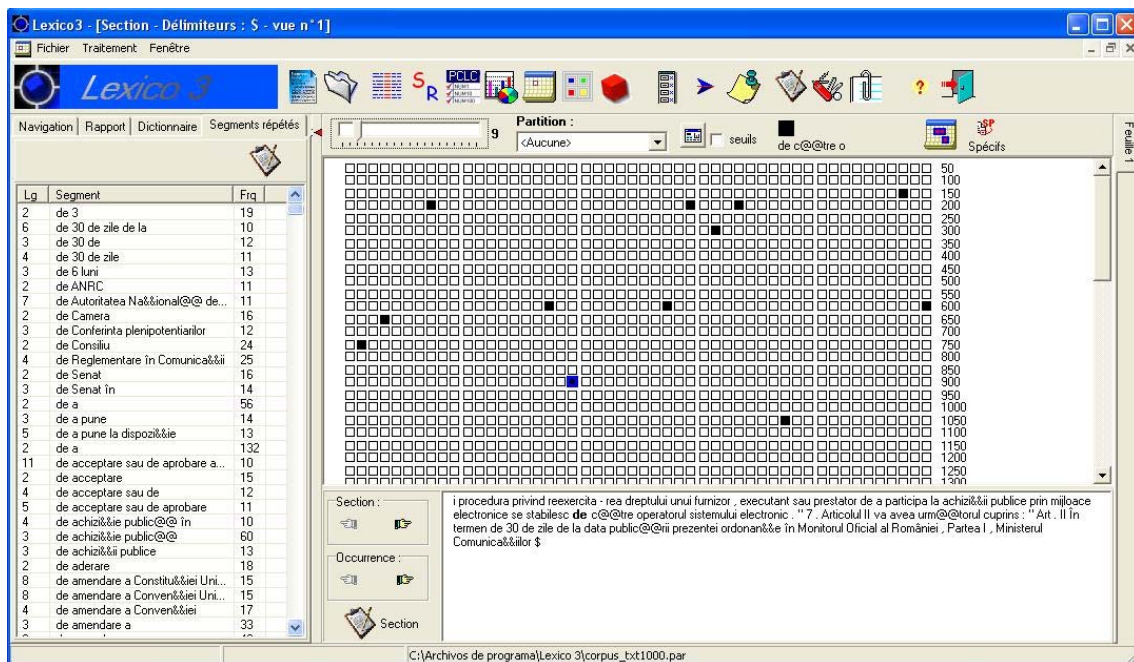 Lexico3 - [Section - Délimiteurs : S - vue n°1]
Fichier Traitement Fenêtre
Lexico 3
SR PCLC
Navigation Rapport Dictionnaire Segments répétés
9
Partition :
<Aucune>
seuils
de c@@tre o
SP
Spécifs
Feuille 1
Lg Segment Frq
2 de 3 19
6 de 30 de zile de la 10
3 de 30 de 12
4 de 30 de zile 11
3 de 6 luni 13
2 de ANRC 11
7 de Autoritatea Na&&ional@@ de... 11
2 de Camera 16
3 de Conferinta plenipotentiarilor 12
2 de Consiliu 24
4 de Reglementare în Comunica&&ii 25
2 de Senat 16
3 de Senat în 14
2 de a 56
3 de a pune 14
5 de a pune la dispozi&&ie 13
2 de a 132
11 de acceptare sau de aprobare a... 10
2 de acceptare 15
4 de acceptare sau de 12
5 de acceptare sau de aprobare 11
4 de achizi&&ie public@@ în 10
3 de achizi&&ie public@@ 60
3 de achizi&&ii publice 13
2 de aderare 18
8 de amendare a Constitu&&iei Uni... 15
8 de amendare a Conven&&iei Uni... 15
4 de amendare a Conven&&iei 17
3 de amendare a 33
50
100
150
200
250
300
350
400
450
500
550
600
650
700
750
800
850
900
950
1000
1050
1100
1150
1200
1250
1300
Section :
Occurrence :
Section
i procedura privind reexercita - rea dreptului unui furnizor , executant sau prestator de a participa la achizi&&ii publice prin mijloace
electronice se stabilesc de c@@tre operatorul sistemului electronic . " 7 . Articolul II va avea urm@@torul cuprins : " Art . II În
termen de 30 de zile de la data public@@rii prezentei ordonan&&e în Monitorul Oficial al României , Partea I , Ministerul
Comunica&&iilor $
C:\Archivos de programa\Lexico 3\corpus_txt1000.par